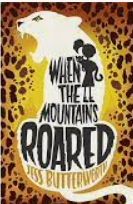 WHEN
THE
MOUNTAINS
ROARED
JESS BUTTERWORTH